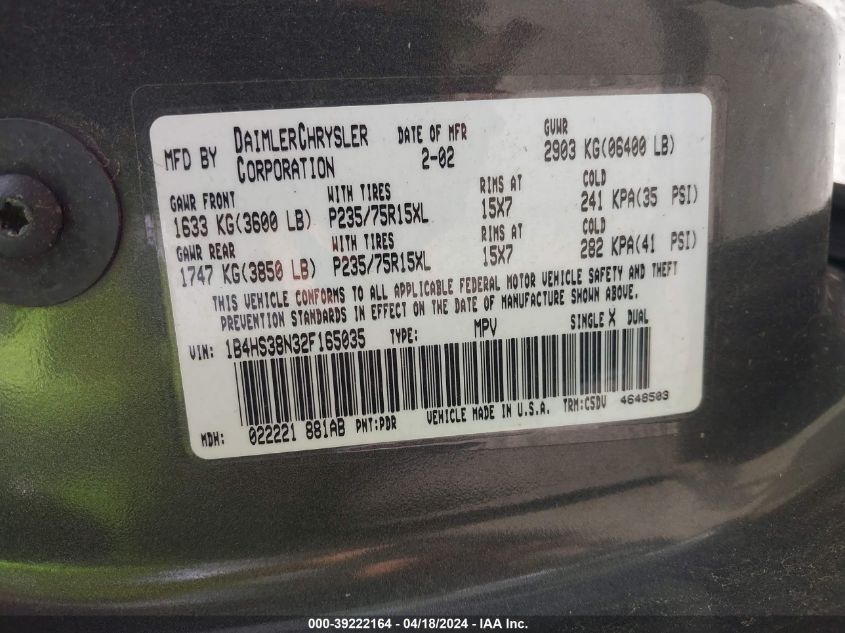 MFD BY DAIMLERCHRYSLER CORPORATION DATE OF MFR 2-02 GVWR 2903 KG(06400 LB)
GAWR FRONT WITH TIRES RIMS AT COLD
1633 KG(3600 LB) P235/75R15XL 15X7 241 KPA(35 PSI)
GAWR REAR WITH TIRES RIMS AT COLD
1747 KG(3850 LB) P235/75R15XL 15X7 282 KPA(41 PSI)
THIS VEHICLE CONFORMS TO ALL APPLICABLE FEDERAL MOTOR VEHICLE SAFETY AND THEFT
PREVENTION STANDARDS IN EFFECT ON THE DATE OF MANUFACTURE SHOWN ABOVE.
VIN: 1B4HS38N32F165035 TYPE: MPV SINGLE X DUAL
MDH: 022221 881AB PNT:PDR VEHICLE MADE IN U.S.A. TRM:C5DV 4648503
000-39222164 - 04/18/2024 - IAA Inc.